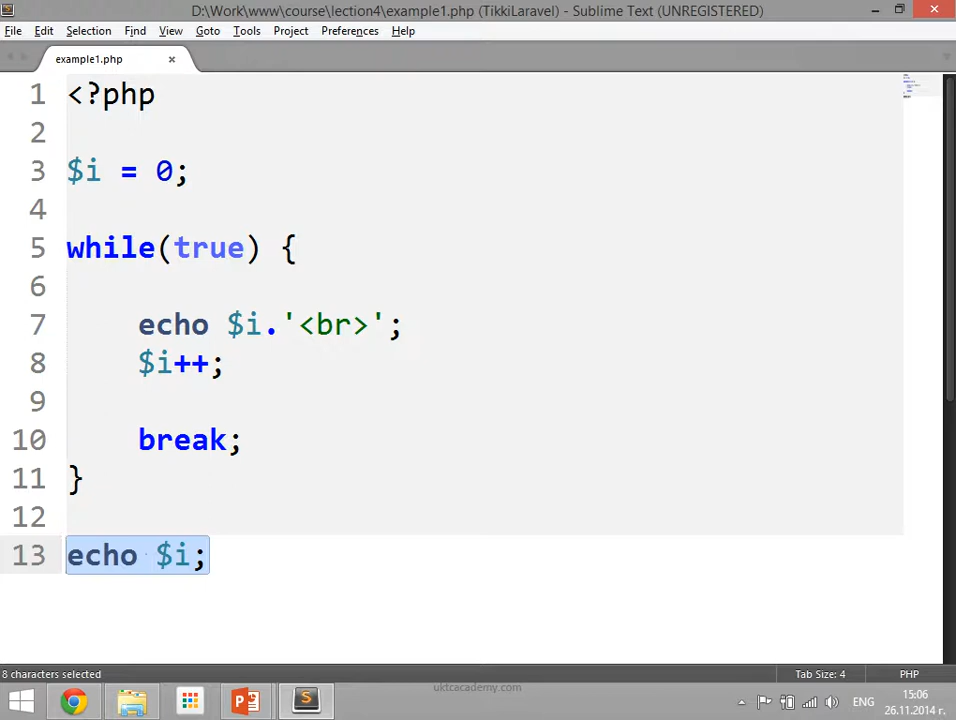 D:\Work\www\course\lection4\example1.php (TikkiLaravel) - Sublime Text (UNREGISTERED)
File Edit Selection Find View Goto Tools Project Preferences Help
example1.php
1 <?php
2
3 $i = 0;
4
5 while(true) {
6
7 echo $i.'<br>';
8 $i++;
9
10 break;
11 }
12
13 echo $i;
8 characters selected Tab Size: 4 PHP
uktcacademy.com
ENG
15:06
26.11.2014 г.